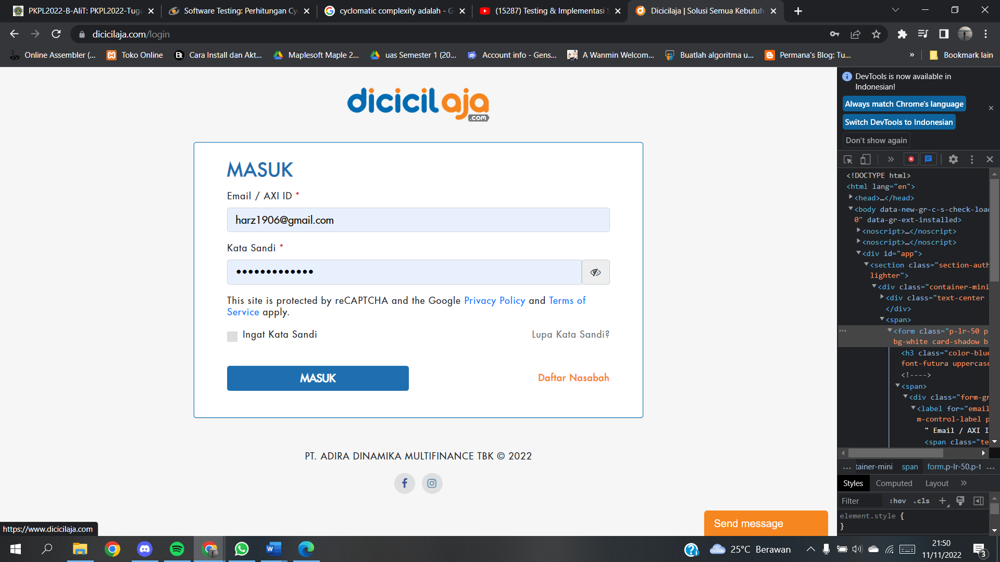 PKPL2022-B-AliT: PKPL2022-Tuga
Software Testing: Perhitungan Cy
cyclomatic complexity adalah - G
(15287) Testing & Implementasi S
Dicicilaja | Solusi Semua Kebutuh
dicicilaja.com/login
Online Assembler (...
Toko Online
Cara Install dan Akt...
Maplesoft Maple 2...
uas Semester 1 (20...
Account info - Gens...
A Wanmin Welcom...
Buatlah algoritma u...
Permana's Blog: Tu...
»
Bookmark lain
dicicilaja
.com
MASUK
Email / AXI ID *
harz1906@gmail.com
Kata Sandi *
•••••••••••••
This site is protected by reCAPTCHA and the Google Privacy Policy and Terms of
Service apply.
Ingat Kata Sandi
Lupa Kata Sandi?
MASUK
Daftar Nasabah
PT. ADIRA DINAMIKA MULTIFINANCE TBK © 2022
Send message
https://www.dicicilaja.com
DevTools is now available in
Indonesian!
Always match Chrome's language
Switch DevTools to Indonesian
Don't show again
<!DOCTYPE html>
<html lang="en">
<head>…</head>
<body data-new-gr-c-s-check-loa
0" data-gr-ext-installed>
<noscript>…</noscript>
<noscript>…</noscript>
<div id="app">
<section class="section-auth
lighter">
<div class="container-mini
<div class="text-center
</div>
<span>
<form class="p-lr-50 p
bg-white card-shadow b
<h3 class="color-blue
font-futura uppercase
<!---->
<span>
<div class="form-gr
<label for="email
m-control-label p
" Email / AXI I
<span class="te
... tainer-mini span form.p-lr-50.p-t ...
Styles Computed Layout »
Filter :hov .cls +
element.style {
}
25°C Berawan
21:50
11/11/2022
3